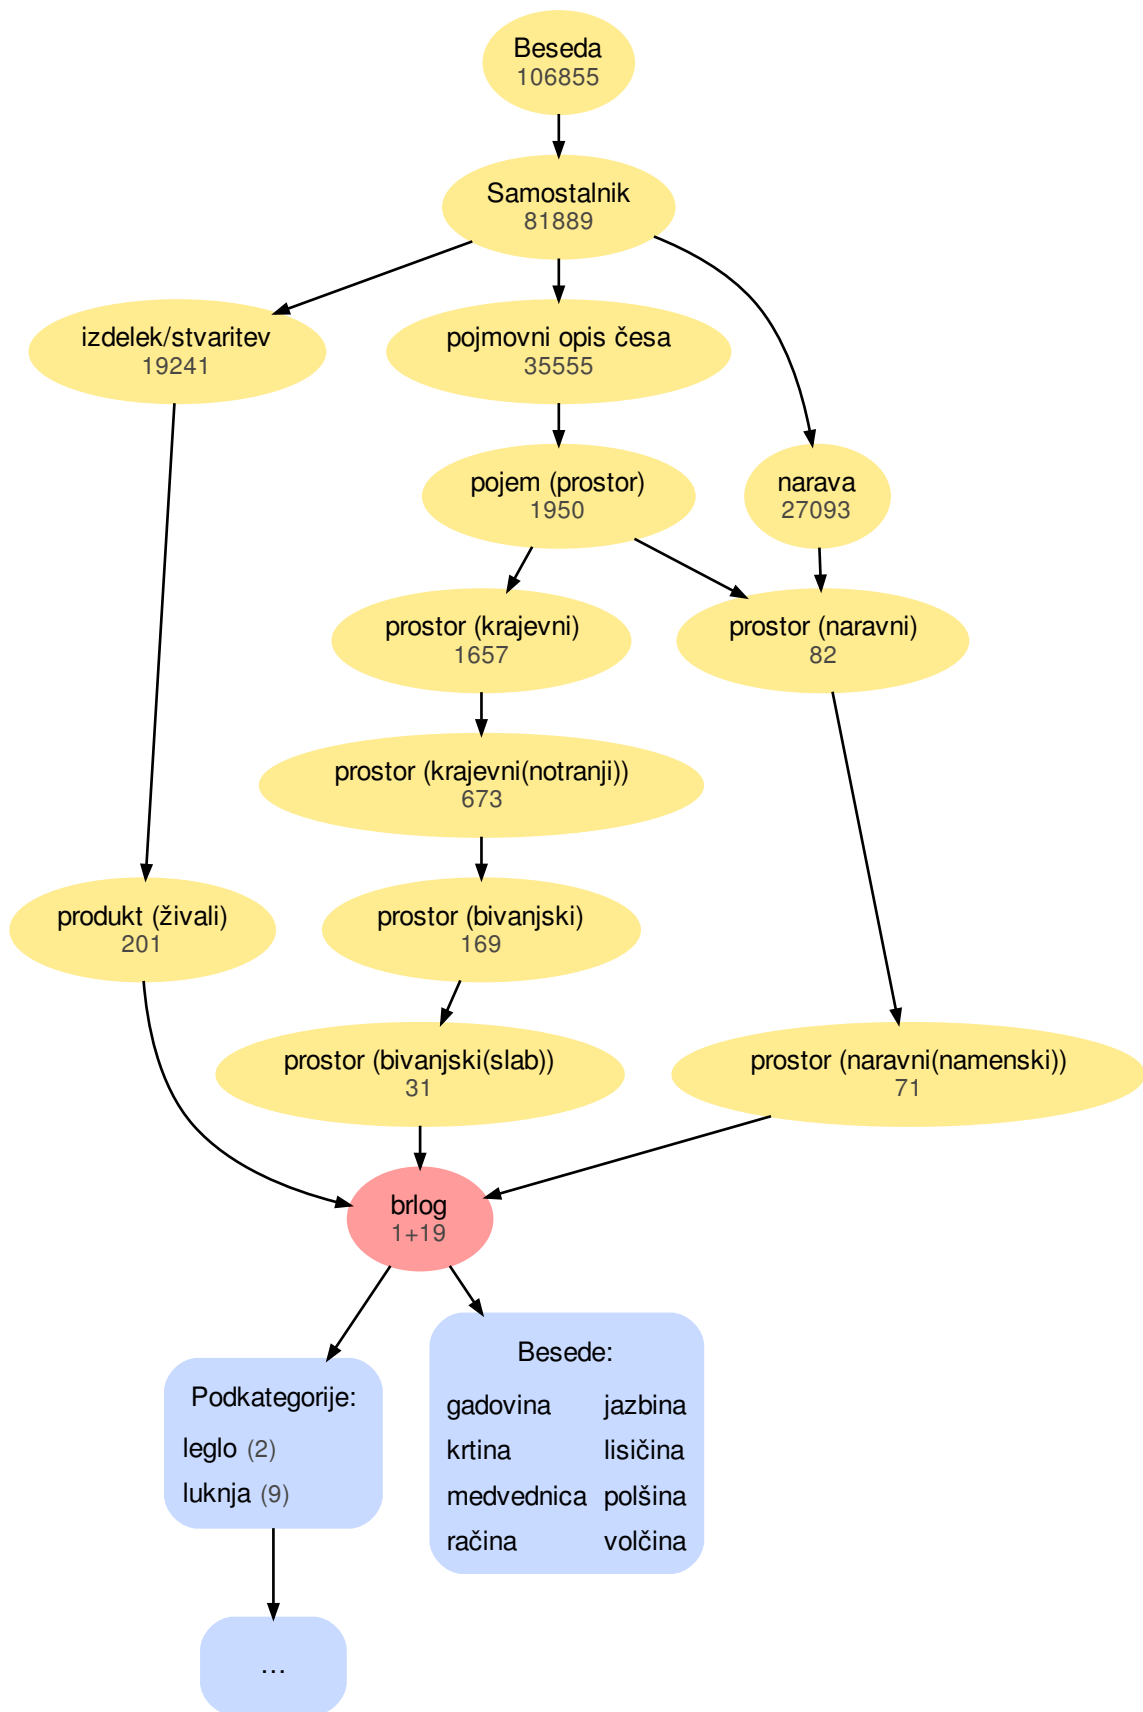 Beseda
106855
Samostalnik
81889
izdelek/stvaritev
19241
pojmovni opis česa
35555
pojem (prostor)
1950
narava
27093
prostor (krajevni)
1657
prostor (naravni)
82
prostor (krajevni(notranji))
673
produkt (živali)
201
prostor (bivanjski)
169
prostor (bivanjski(slab))
31
prostor (naravni(namenski))
71
brlog
1+19
Podkategorije:
leglo (2)
luknja (9)
Besede:
gadovina jazbina
krtina lisičina
medvednica polšina
račina volčina
...